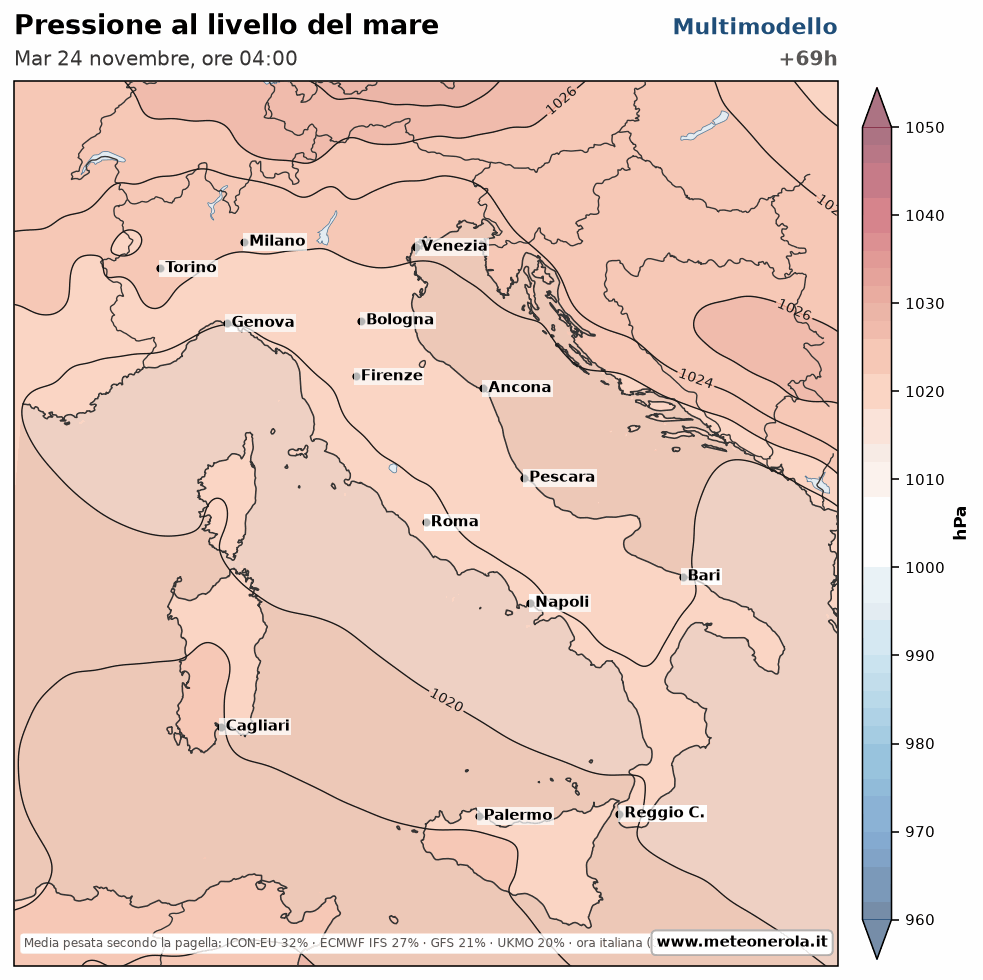 Pressione al livello del mare
Multimodello
Mar 24 novembre, ore 04:00
+69h
1026
1050
1040
1026
1030
Milano
Venezia
Torino
Genova
Bologna
1024
1020
Firenze
Ancona
1010
Pescara
Roma
hPa
1000
Bari
Napoli
990
1020
Cagliari
980
Palermo
Reggio C.
970
960
Media pesata secondo la pagella: ICON-EU 32% · ECMWF IFS 27% · GFS 21% · UKMO 20% · ora italiana (
www.meteonerola.it